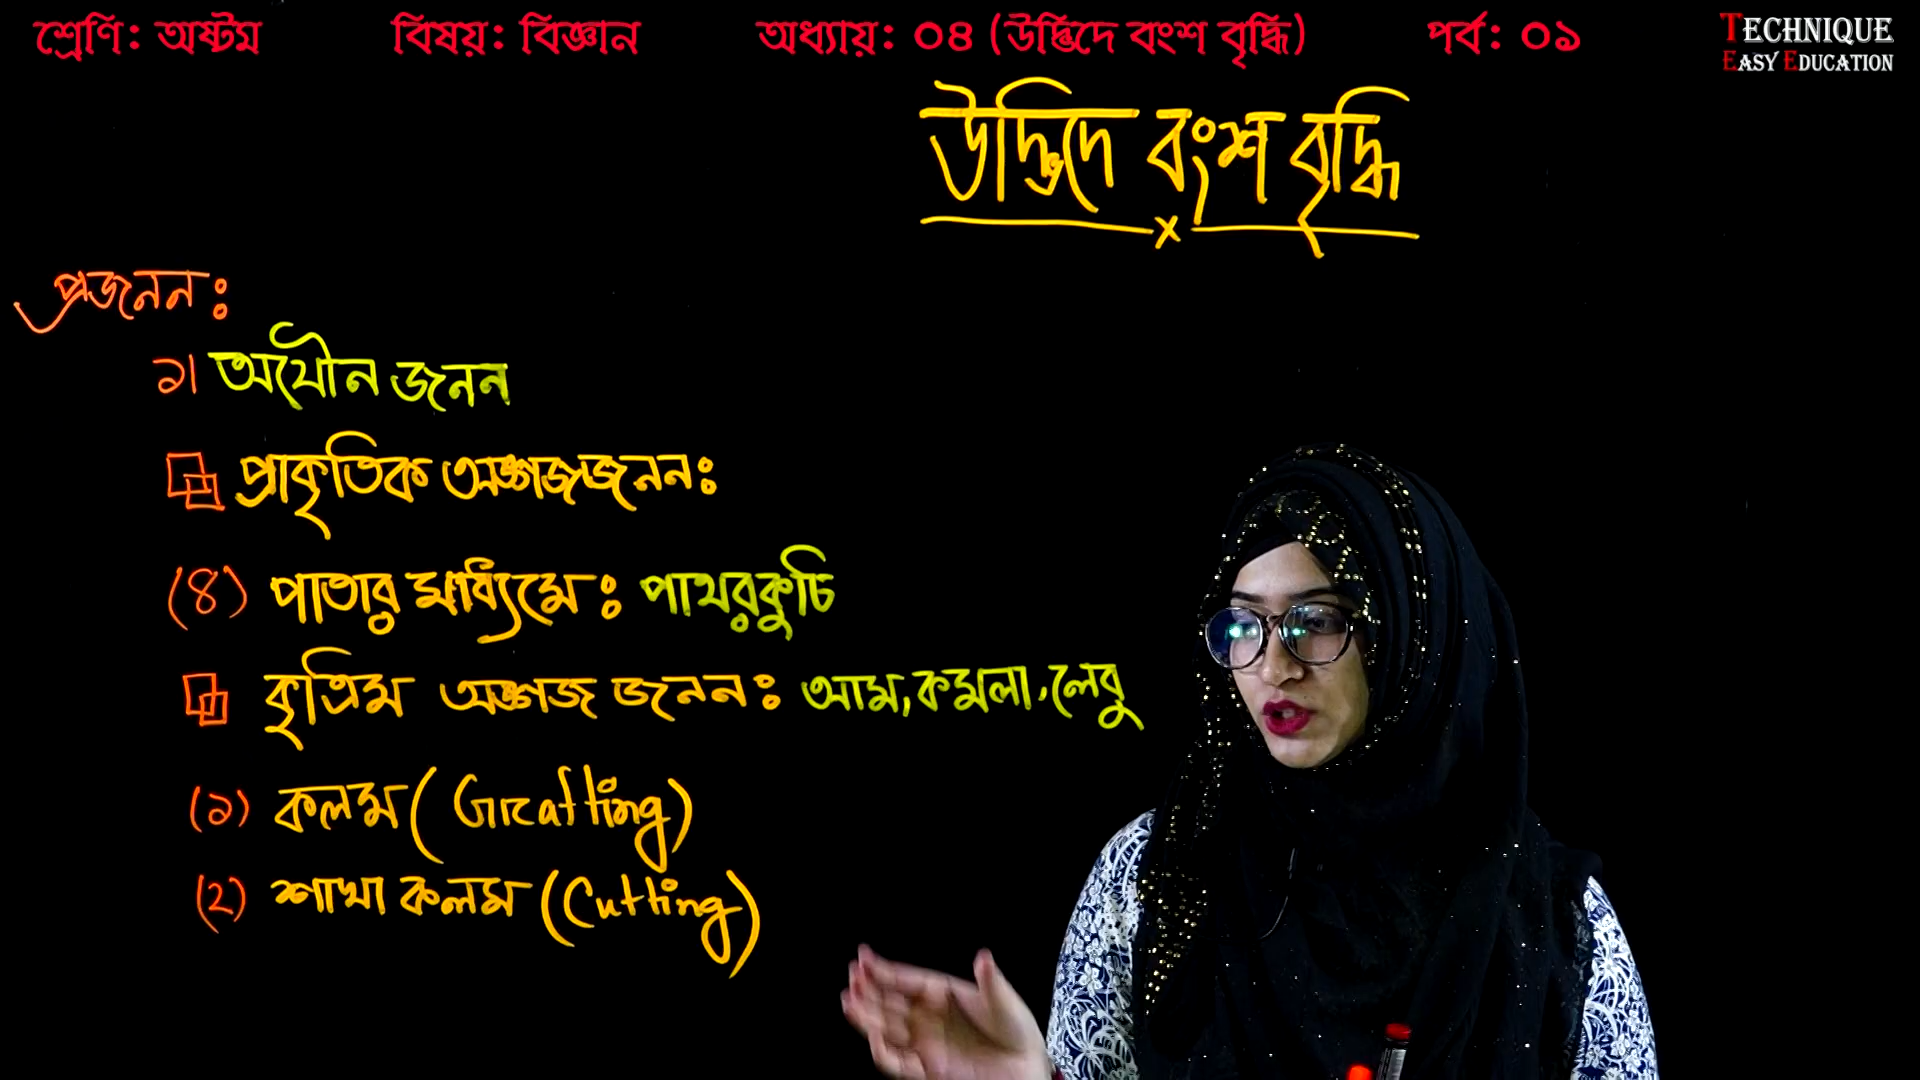 শ্রেণি: অষ্টম বিষয়: বিজ্ঞান অধ্যায়: ০৪ (উদ্ভিদে বংশ বৃদ্ধি) পর্ব: ০১
TECHNIQUE
EASY EDUCATION
উদ্ভিদে বংশ বৃদ্ধি
x
প্রজনন:
১। অযৌন জনন
প্রাকৃতিক অঙ্গজজনন:
(৪) পাতার মাধ্যমে: পাথরকুচি
কৃত্রিম অঙ্গজ জনন: আম, কমলা, লেবু
(১) কলম (Grafting)
(২) শাখা কলম (Cutting)